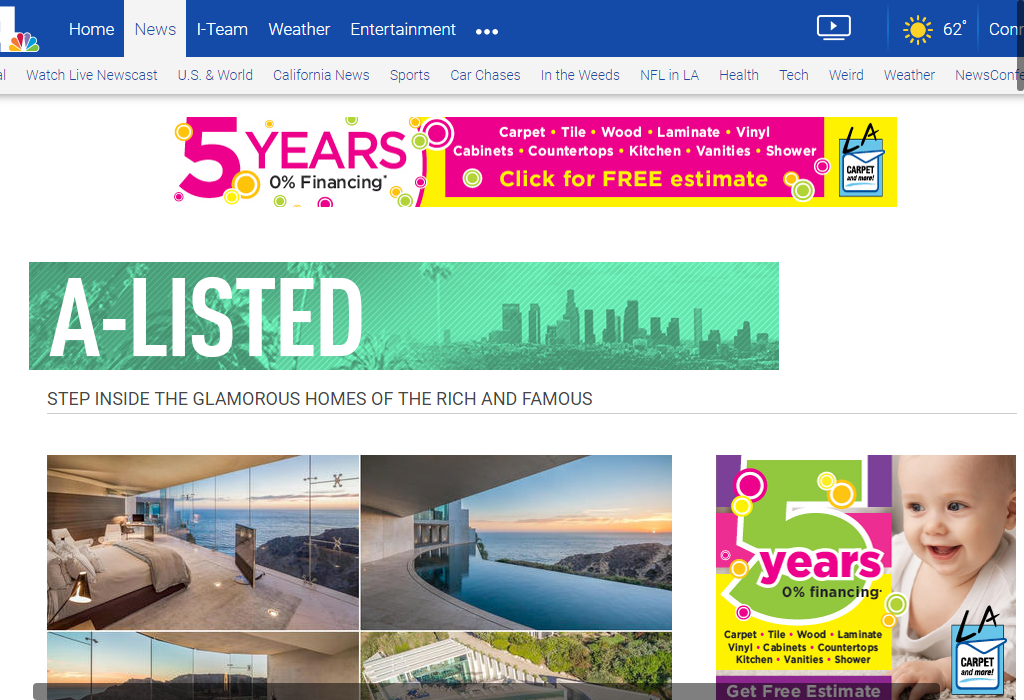 Home News I-Team Weather Entertainment 62°
Watch Live Newscast U.S. & World California News Sports Car Chases In the Weeds NFL in LA Health Tech Weird Weather
5 YEARS
0% Financing*
Carpet • Tile • Wood • Laminate • Vinyl
Cabinets • Countertops • Kitchen • Vanities • Shower
Click for FREE estimate
LA
CARPET
and more!
A-LISTED
STEP INSIDE THE GLAMOROUS HOMES OF THE RICH AND FAMOUS
5
years
0% financing*
Carpet • Tile • Wood • Laminate
Vinyl • Cabinets • Countertops
Kitchen • Vanities • Shower
Get Free Estimate
LA
CARPET
and more!